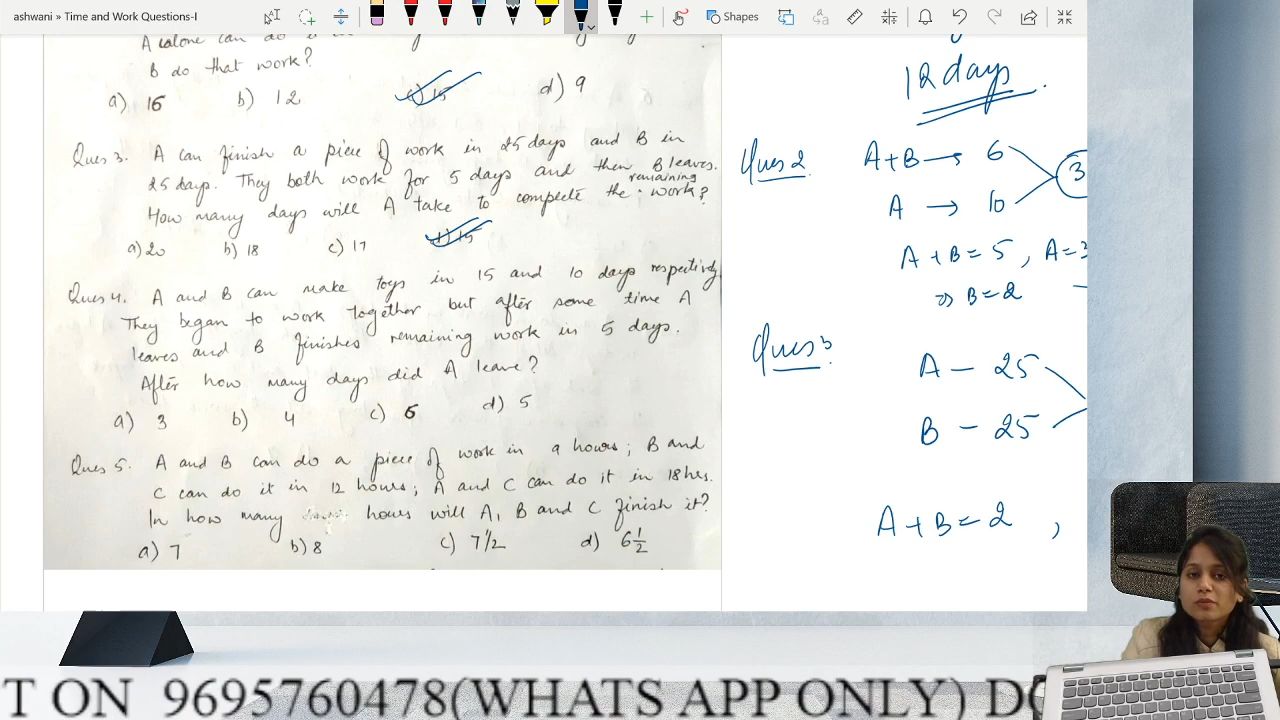 ashwani » Time and Work Questions-I
Shapes
A alone can do
B do that work?
a) 16 b) 12 c) 15 d) 9
Ques 3. A can finish a piece of work in 25 days and B in
25 days. They both work for 5 days and then B leaves.
How many days will A take to complete the remaining work?
a) 20 b) 18 c) 17 d) 15
Ques 4. A and B can make toys in 15 and 10 days respectively
They began to work together but after some time A
leaves and B finishes remaining work in 5 days.
After how many days did A leave?
a) 3 b) 4 c) 6 d) 5
Ques 5. A and B can do a piece of work in 9 hours; B and
C can do it in 12 hours; A and C can do it in 18 hrs.
In how many hours will A, B and C finish it?
a) 7 b) 8 c) 7 1/2 d) 6 1/2
12 days.
Ques 2 A+B → 6
A → 10
3
A+B = 5, A=3
⇒ B=2
Ques 3
A - 25
B - 25
A+B=2 ,
T ON 9695760478(WHATS APP ONLY) DO